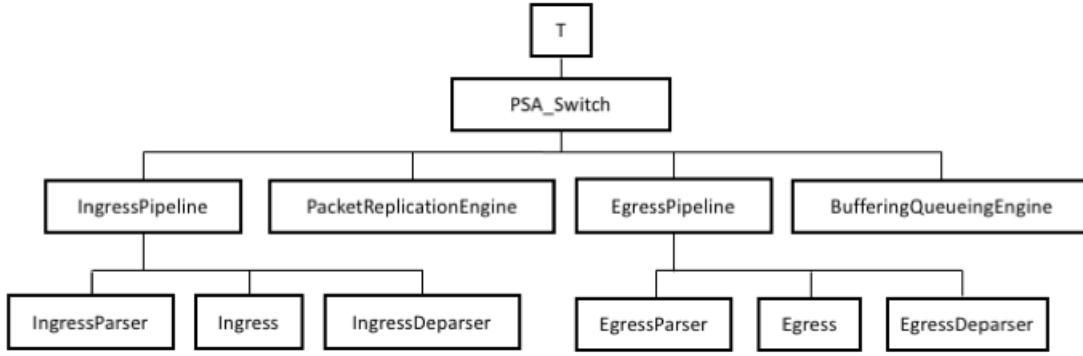 T
PSA_Switch
IngressPipeline
PacketReplicationEngine
EgressPipeline
BufferingQueueingEngine
IngressParser
Ingress
IngressDeparser
EgressParser
Egress
EgressDeparser